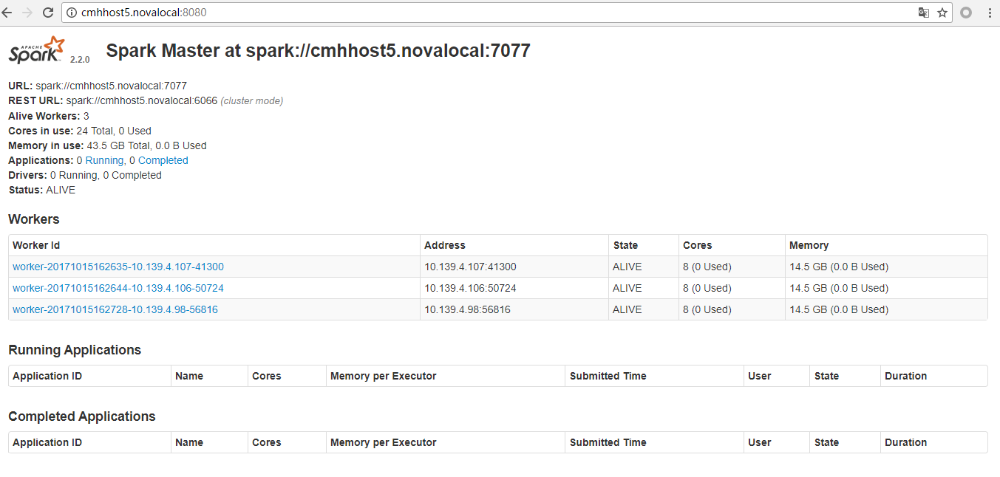 cmhhost5.novalocal:8080
APACHE
Spark 2.2.0 Spark Master at spark://cmhhost5.novalocal:7077
URL: spark://cmhhost5.novalocal:7077
REST URL: spark://cmhhost5.novalocal:6066 (cluster mode)
Alive Workers: 3
Cores in use: 24 Total, 0 Used
Memory in use: 43.5 GB Total, 0.0 B Used
Applications: 0 Running, 0 Completed
Drivers: 0 Running, 0 Completed
Status: ALIVE
Workers
Worker Id Address State Cores Memory
worker-20171015162635-10.139.4.107-41300 10.139.4.107:41300 ALIVE 8 (0 Used) 14.5 GB (0.0 B Used)
worker-20171015162644-10.139.4.106-50724 10.139.4.106:50724 ALIVE 8 (0 Used) 14.5 GB (0.0 B Used)
worker-20171015162728-10.139.4.98-56816 10.139.4.98:56816 ALIVE 8 (0 Used) 14.5 GB (0.0 B Used)
Running Applications
Application ID Name Cores Memory per Executor Submitted Time User State Duration
Completed Applications
Application ID Name Cores Memory per Executor Submitted Time User State Duration